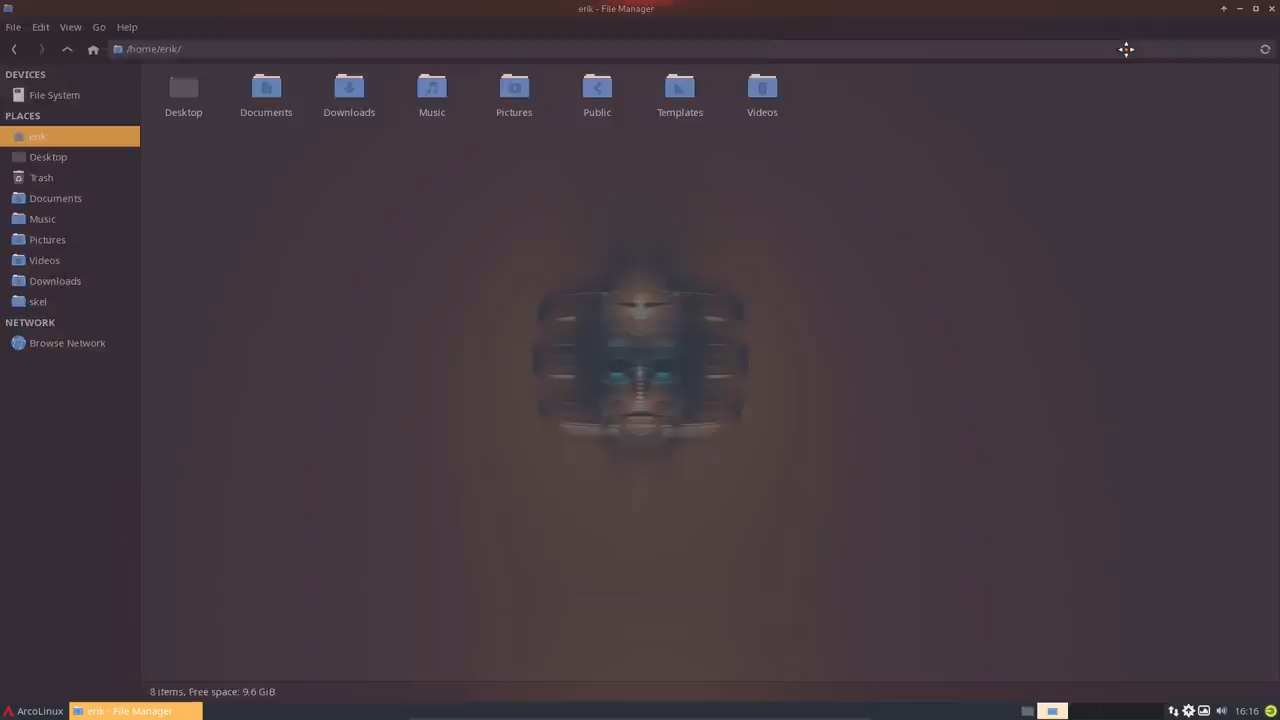 erik - File Manager
File Edit View Go Help
/home/erik/
DEVICES
File System
PLACES
erik
Desktop
Trash
Documents
Music
Pictures
Videos
Downloads
skel
NETWORK
Browse Network
Desktop Documents Downloads Music Pictures Public Templates Videos
8 items, Free space: 9.6 GiB
ArcoLinux erik - File Manager 16:16